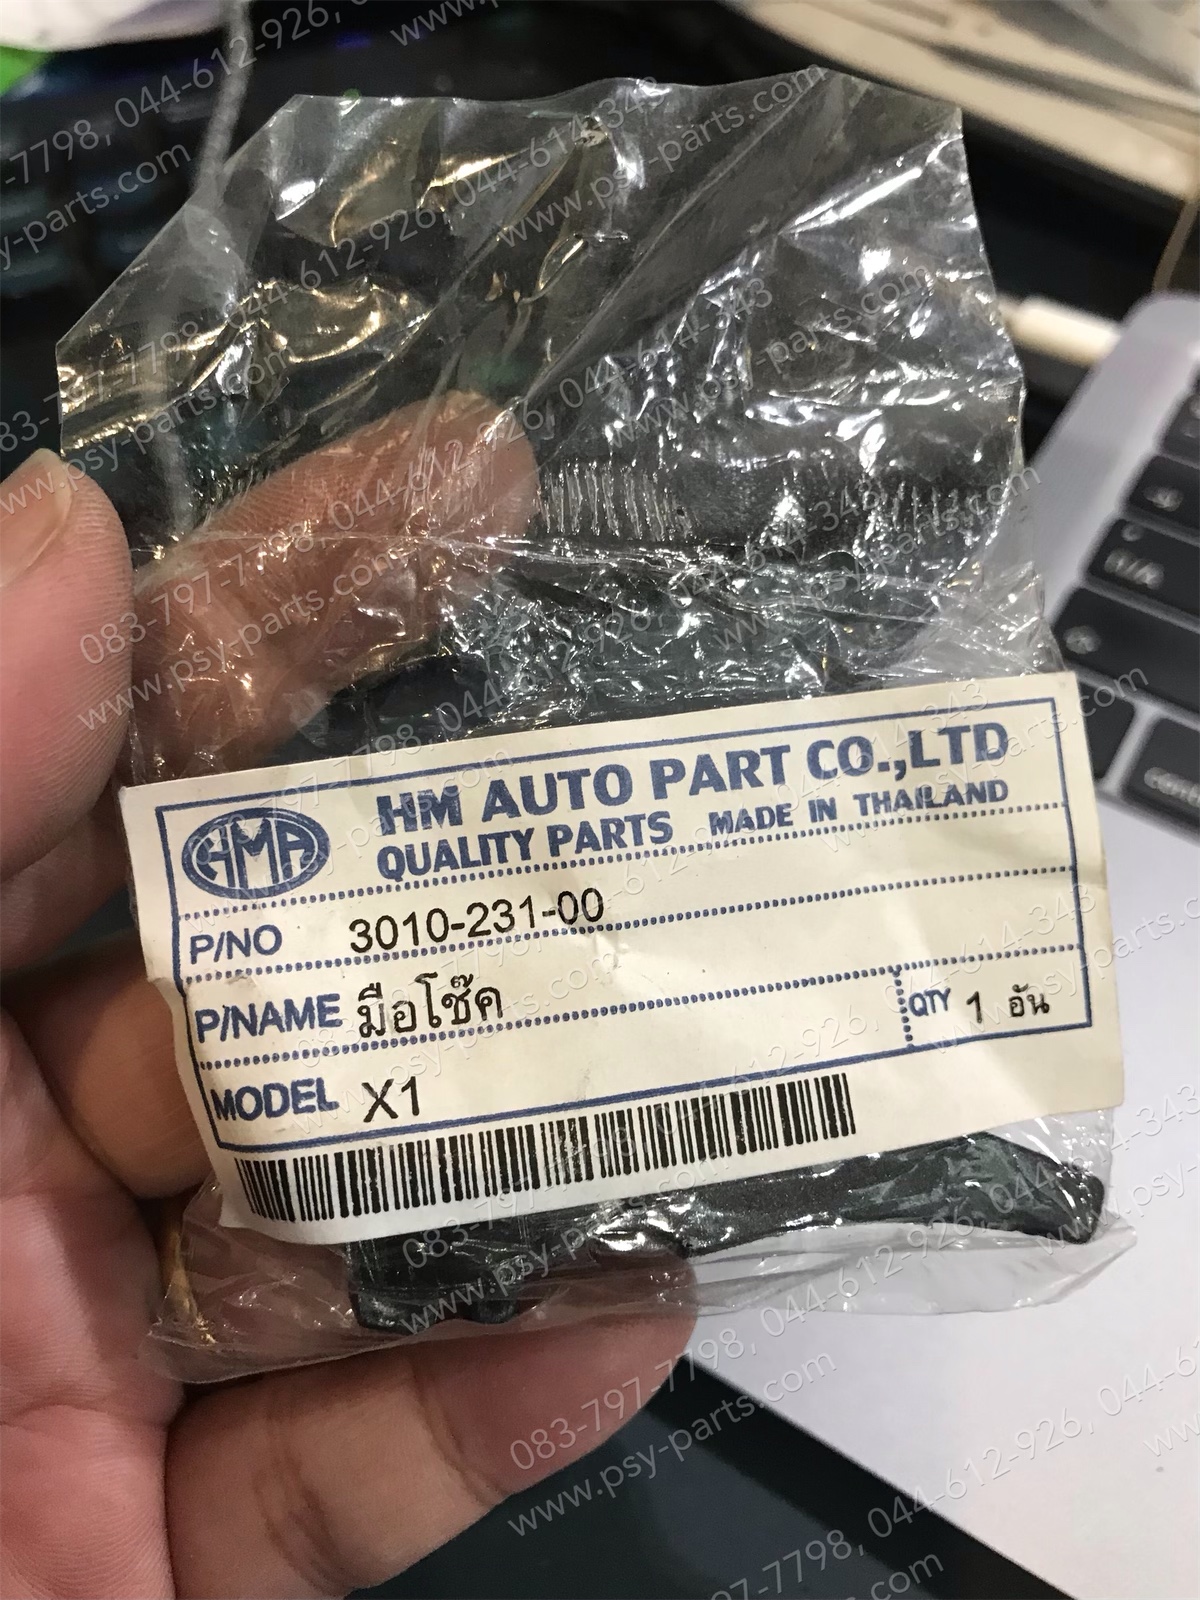 HMA
HM AUTO PART CO.,LTD
QUALITY PARTS MADE IN THAILAND
P/NO 3010-231-00
P/NAME มือโช๊ค QTY 1 อัน
MODEL X1
083-797-7798, 044-612-926, 044-614-343
www.psy-parts.com